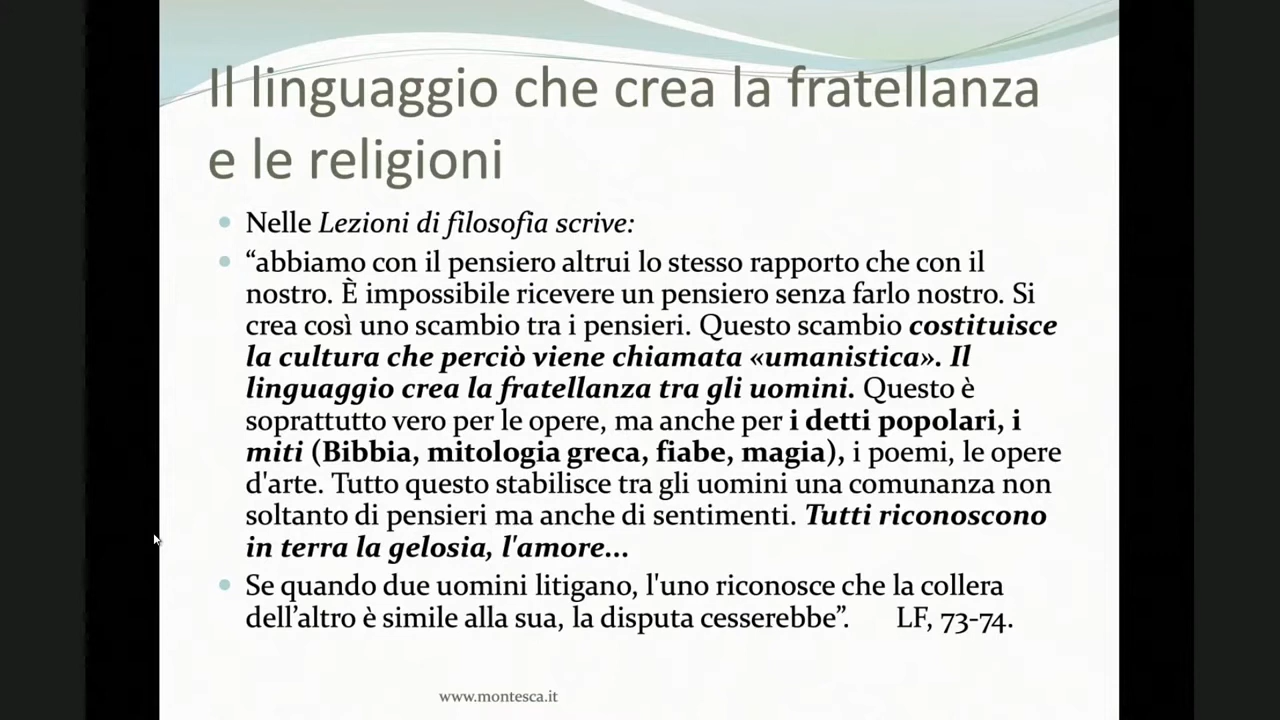 Il linguaggio che crea la fratellanza
e le religioni
Nelle Lezioni di filosofia scrive:
“abbiamo con il pensiero altrui lo stesso rapporto che con il
nostro. È impossibile ricevere un pensiero senza farlo nostro. Si
crea così uno scambio tra i pensieri. Questo scambio costituisce
la cultura che perciò viene chiamata «umanistica». Il
linguaggio crea la fratellanza tra gli uomini. Questo è
soprattutto vero per le opere, ma anche per i detti popolari, i
miti (Bibbia, mitologia greca, fiabe, magia), i poemi, le opere
d'arte. Tutto questo stabilisce tra gli uomini una comunanza non
soltanto di pensieri ma anche di sentimenti. Tutti riconoscono
in terra la gelosia, l'amore...
Se quando due uomini litigano, l'uno riconosce che la collera
dell’altro è simile alla sua, la disputa cesserebbe”. LF, 73-74.
www.montesca.it